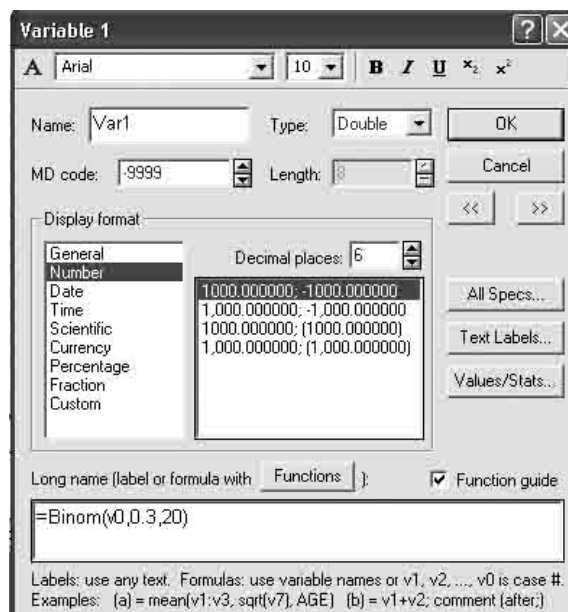 Variable 1 ? X
A Arial 10 B I U x₂ x²
Name: Var1 Type: Double OK
MD code: -9999 Length: 8 Cancel
<< >>
Display format
General Decimal places: 6
Number
Date 1000.000000; -1000.000000 All Specs...
Time 1,000.000000; -1,000.000000
Scientific 1000.000000; (1000.000000)
Currency 1,000.000000; (1,000.000000) Text Labels...
Percentage
Fraction Values/Stats...
Custom
Long name (label or formula with Functions ): Function guide
=Binom(v0,0.3,20)
Labels: use any text. Formulas: use variable names or v1, v2, ..., v0 is case #.
Examples: (a) = mean(v1:v3, sqrt(v7), AGE) (b) = v1+v2; comment (after;)